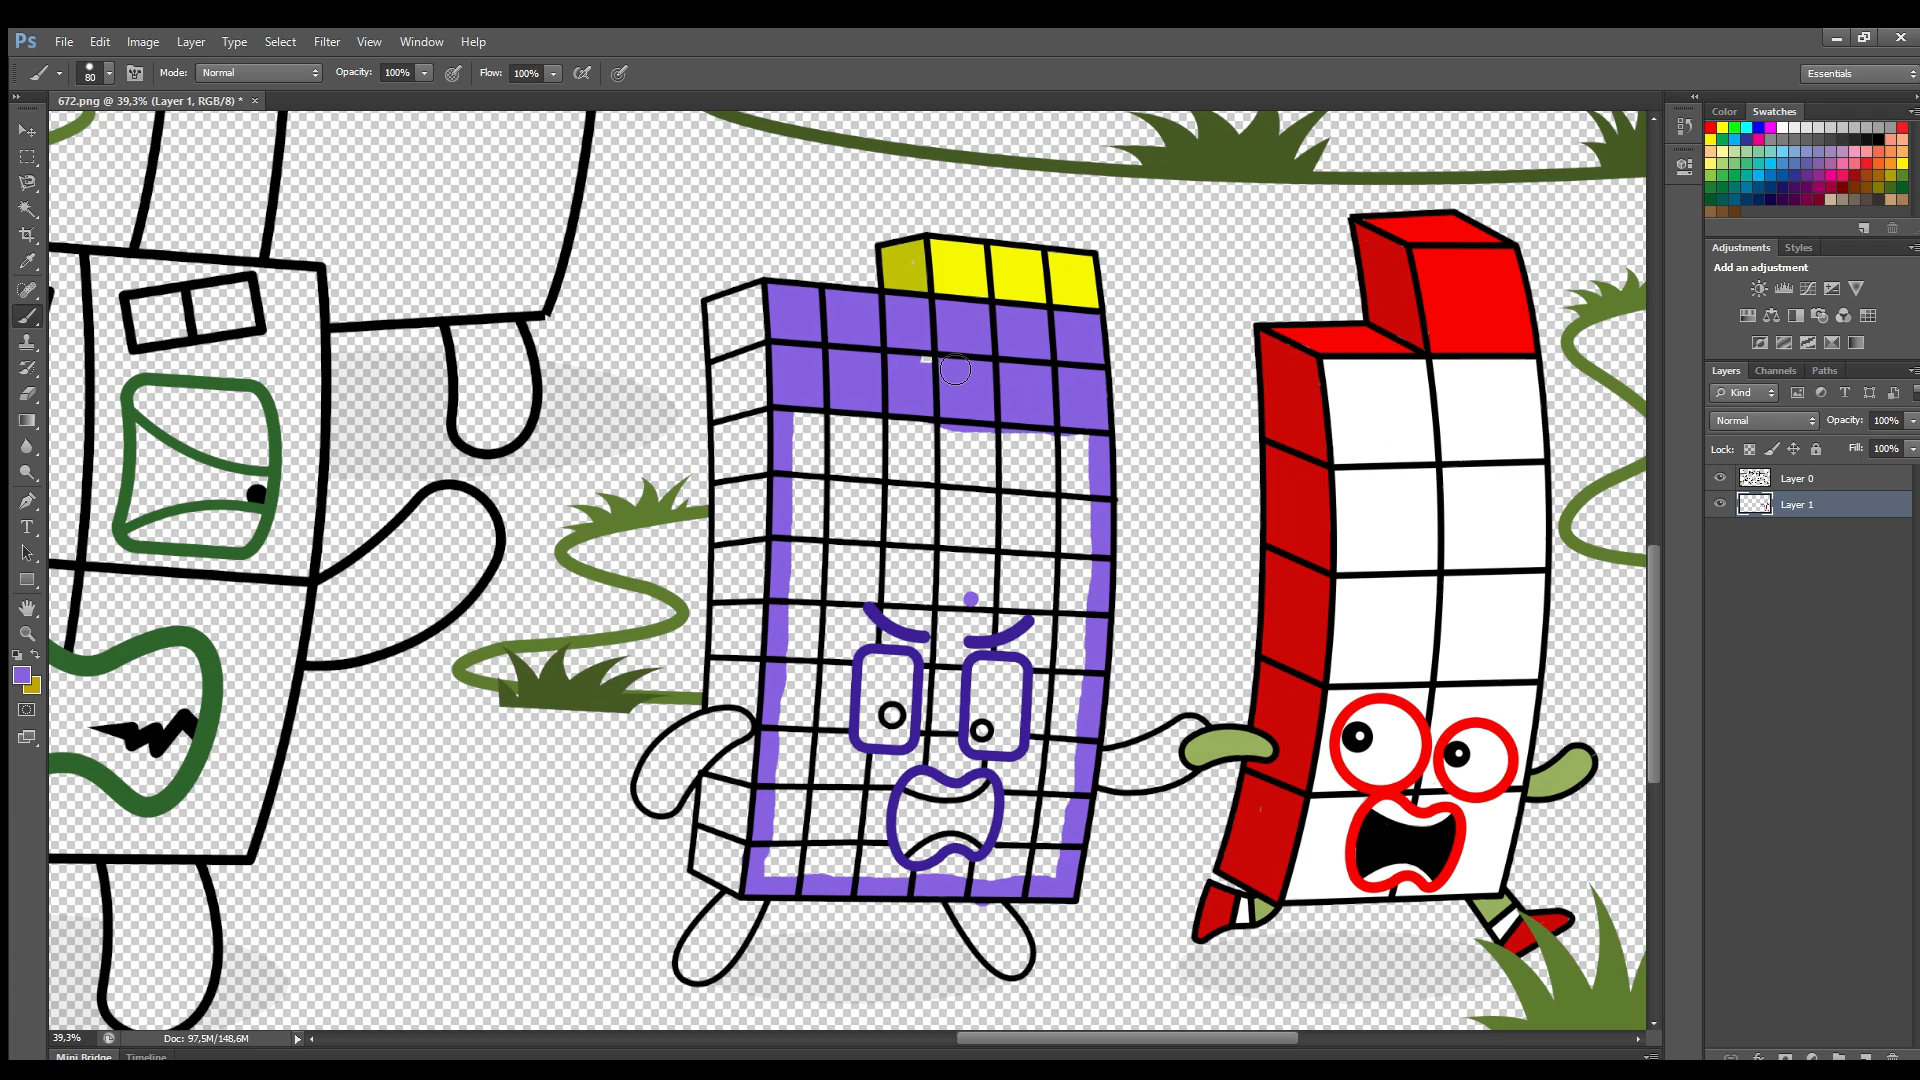 Ps File Edit Image Layer Type Select Filter View Window Help
80 Mode: Normal Opacity: 100% Flow: 100% Essentials
672.png @ 39,3% (Layer 1, RGB/8) * ×
Color Swatches
Adjustments Styles
Add an adjustment
Layers Channels Paths
Kind
Normal Opacity: 100%
Lock: Fill: 100%
Layer 0
Layer 1
39,3% Doc: 97,5M/148,6M
Mini Bridge Timeline